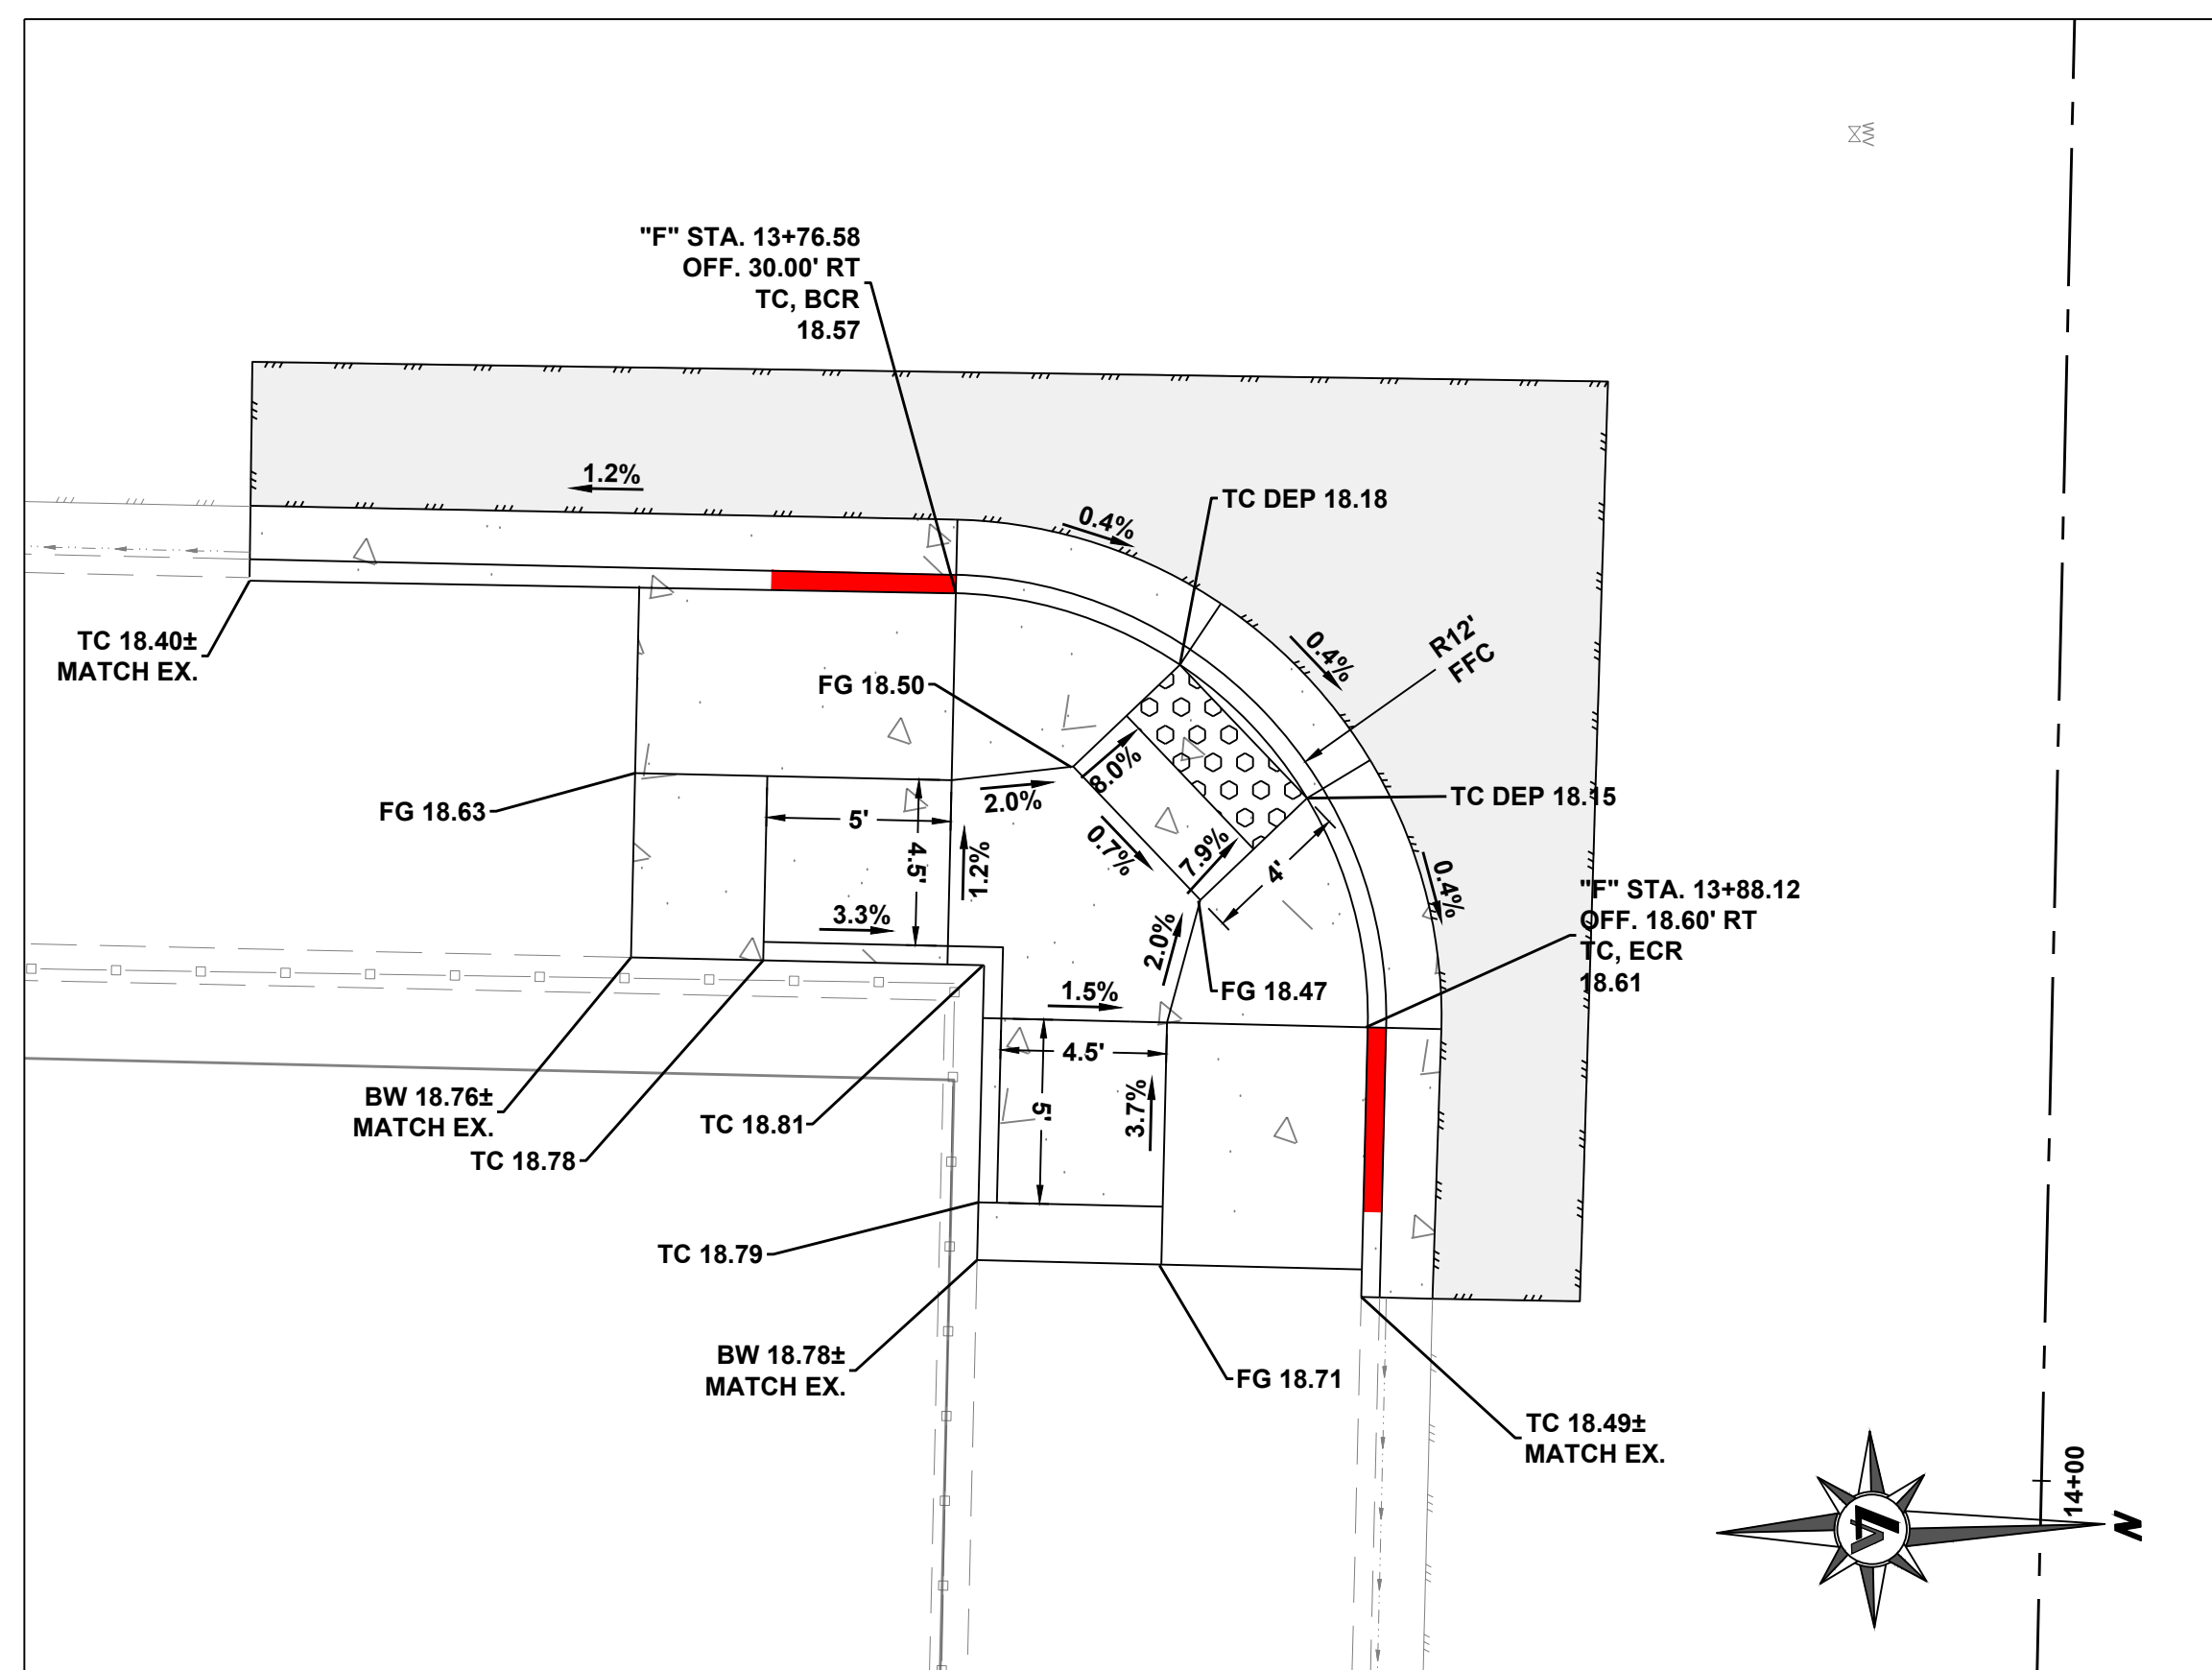 "F" STA. 13+76.58
OFF. 30.00' RT
TC, BCR
18.57
1.2%
0.4%
TC DEP 18.18
TC 18.40±
MATCH EX.
0.4%
R12'
FFC
FG 18.50
8.0%
TC DEP 18.15
FG 18.63
5'
2.0%
4.5'
1.2%
0.7%
7.9%
4'
0.4%
"F" STA. 13+88.12
OFF. 18.60' RT
TC, ECR
18.61
3.3%
2.0%
FG 18.47
1.5%
4.5'
BW 18.76±
MATCH EX.
TC 18.78
TC 18.81
5'
3.7%
TC 18.79
BW 18.78±
MATCH EX.
FG 18.71
TC 18.49±
MATCH EX.
14+00
N
W